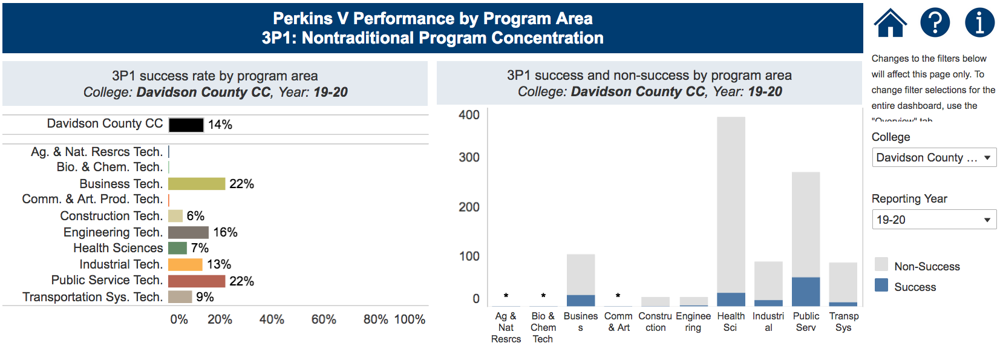 Perkins V Performance by Program Area
3P1: Nontraditional Program Concentration
3P1 success rate by program area
College: Davidson County CC, Year: 19-20
Davidson County CC 14%
Ag. & Nat. Resrcs Tech.
Bio. & Chem. Tech.
Business Tech. 22%
Comm. & Art. Prod. Tech.
Construction Tech. 6%
Engineering Tech. 16%
Health Sciences 7%
Industrial Tech. 13%
Public Service Tech. 22%
Transportation Sys. Tech. 9%
0% 20% 40% 60% 80% 100%
3P1 success and non-success by program area
College: Davidson County CC, Year: 19-20
400
300
200
100
0
* * *
Ag & Bio & Busines Comm Constru Enginee Health Industri Public Transp
Nat Chem s & Art ction ring Sci al Serv Sys
Resrcs Tech
Changes to the filters below
will affect this page only. To
change filter selections for the
entire dashboard, use the
"Overview" tab
College
Davidson County ...
Reporting Year
19-20
Non-Success
Success